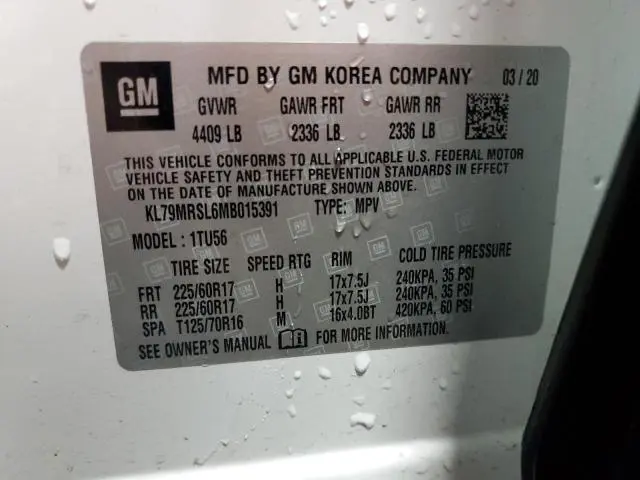 GM MFD BY GM KOREA COMPANY 03/20
GVWR GAWR FRT GAWR RR
4409 LB 2336 LB 2336 LB
THIS VEHICLE CONFORMS TO ALL APPLICABLE U.S. FEDERAL MOTOR
VEHICLE SAFETY AND THEFT PREVENTION STANDARDS IN EFFECT
ON THE DATE OF MANUFACTURE SHOWN ABOVE.
KL79MRSL6MB015391 TYPE: MPV
MODEL: 1TU56
TIRE SIZE SPEED RTG RIM COLD TIRE PRESSURE
FRT 225/60R17 H 17x7.5J 240KPA, 35 PSI
RR 225/60R17 H 17x7.5J 240KPA, 35 PSI
SPA T125/70R16 M 16x4.0BT 420KPA, 60 PSI
SEE OWNER'S MANUAL FOR MORE INFORMATION.